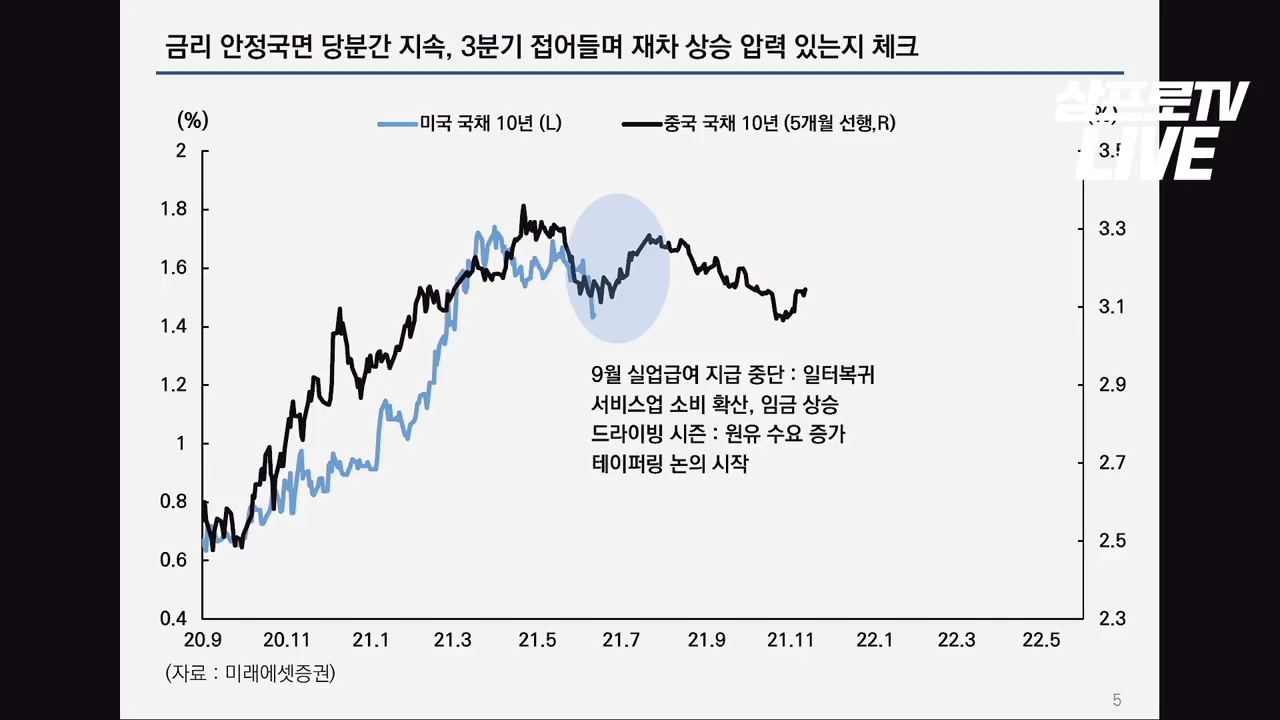 금리 안정국면 당분간 지속, 3분기 접어들며 재차 상승 압력 있는지 체크
삼프로TV
LIVE
(%)
미국 국채 10년 (L)
중국 국채 10년 (5개월 선행,R)
(%)
2
1.8
1.6
1.4
1.2
1
0.8
0.6
0.4
3.5
3.3
3.1
2.9
2.7
2.5
2.3
9월 실업급여 지급 중단 : 일터복귀
서비스업 소비 확산, 임금 상승
드라이빙 시즌 : 원유 수요 증가
테이퍼링 논의 시작
20.9 20.11 21.1 21.3 21.5 21.7 21.9 21.11 22.1 22.3 22.5
(자료 : 미래에셋증권)
5